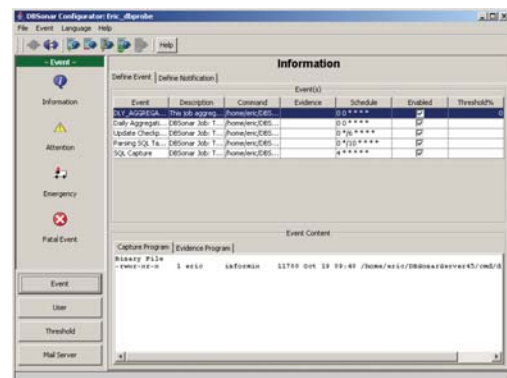 DBSonar Configurator: Eric_dbprobe
File Event Language Help
Help
- Event -
Information
Attention
Emergency
Fatal Event
Event
User
Threshold
Mail Server
Information
Define Event Define Notification
Event(s)
Event Description Command Evidence Schedule Enabled Threshold%
DLY_AGGREGA... This job aggreg... /home/eric/DBS... 0 0 * * * * 0
Daily Aggregati... DBSonar Job: T... /home/eric/DBS... 0 0 * * * *
Update Checkp... DBSonar Job: T... /home/eric/DBS... 0 */6 * * * *
Parsing SQL Ta... DBSonar Job: T... /home/eric/DBS... 0 */10 * * * *
SQL Capture DBSonar Job: T... /home/eric/DBS... * * * * *
Event Content
Capture Program Evidence Program
Binary File
1 eric informix 11700 Oct 19 09:40 /home/eric/DBSonarServer45/cmd/d